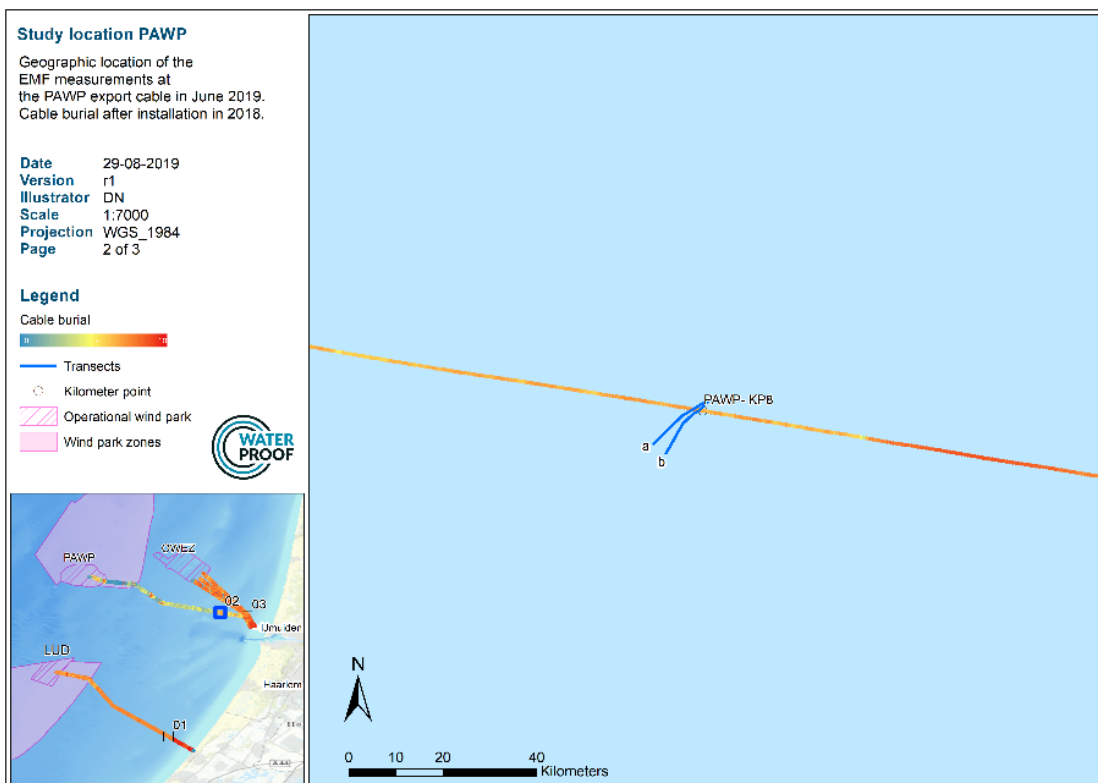 Study location PAWP
Geographic location of the
EMF measurements at
the PAWP export cable in June 2019.
Cable burial after installation in 2018.
Date 29-08-2019
Version r1
Illustrator DN
Scale 1:7000
Projection WGS_1984
Page 2 of 3
Legend
Cable burial
Transects
Kilometer point
Operational wind park
Wind park zones
WATER
PROOF
PAWP
OWEZ
02
03
IJmuiden
LUD
Haarlem
01
A 44
PAWP- KP8
a
b
N
0 10 20 40
Kilometers